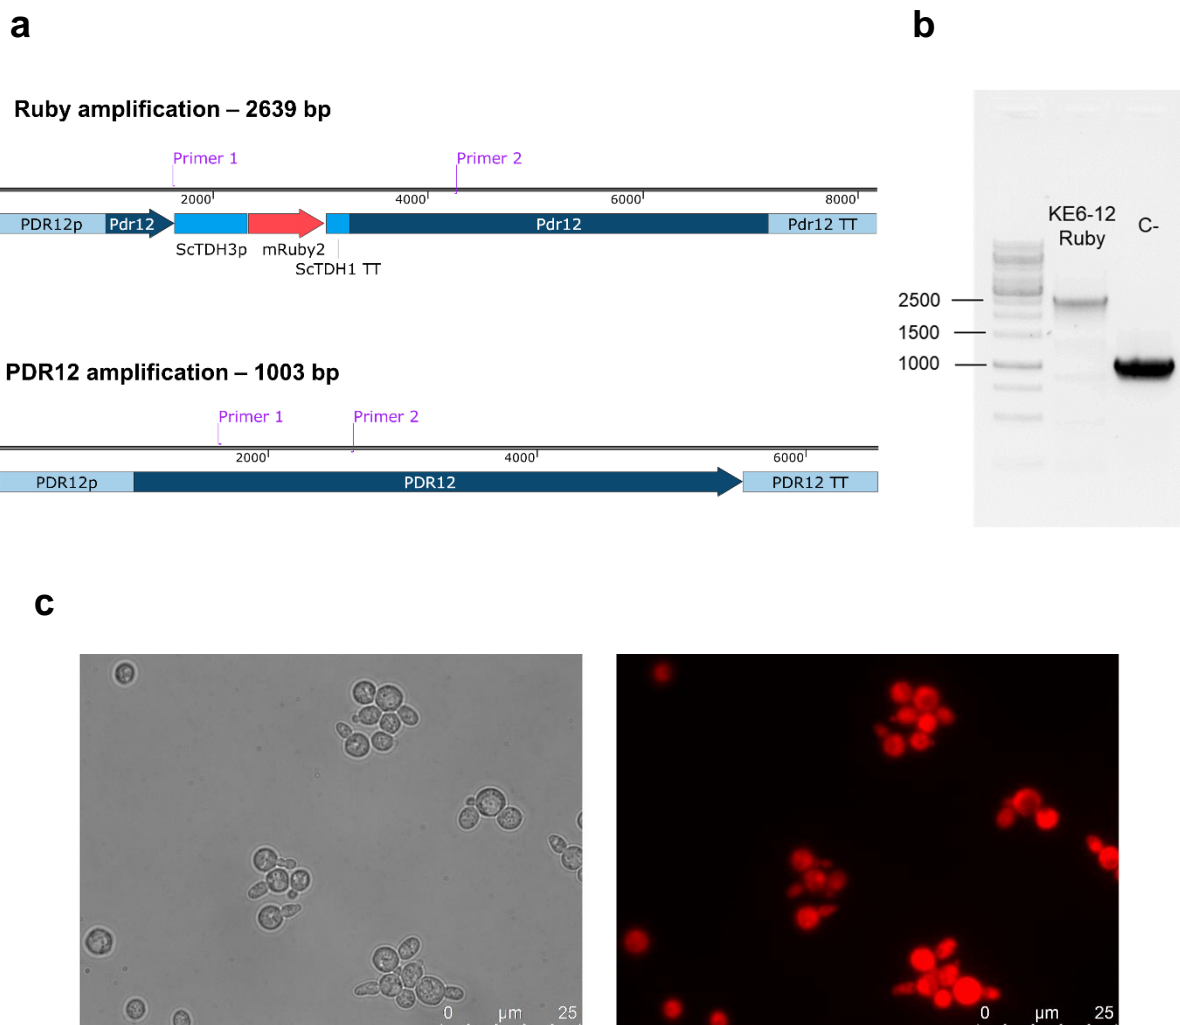 a
b
Ruby amplification – 2639 bp
Primer 1
Primer 2
2000
4000
6000
8000
PDR12p
Pdr12
Pdr12
Pdr12 TT
ScTDH3p
mRuby2
ScTDH1 TT
KE6-12
Ruby
C-
2500
1500
1000
PDR12 amplification – 1003 bp
Primer 1
Primer 2
2000
4000
6000
PDR12p
PDR12
PDR12 TT
c
0 µm 25
0 µm 25